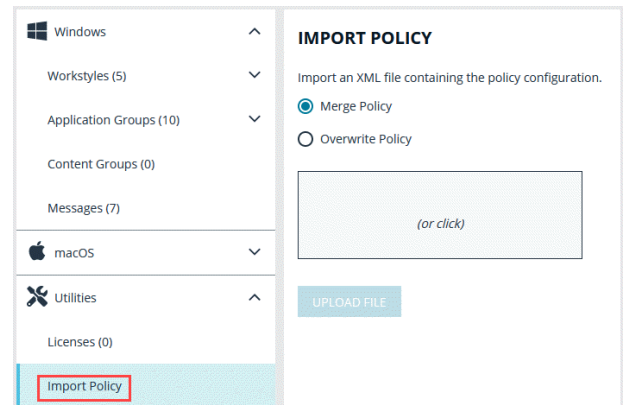 Windows
Workstyles (5)
Application Groups (10)
Content Groups (0)
Messages (7)
macOS
Utilities
Licenses (0)
Import Policy
IMPORT POLICY
Import an XML file containing the policy configuration.
Merge Policy
Overwrite Policy
(or click)
UPLOAD FILE